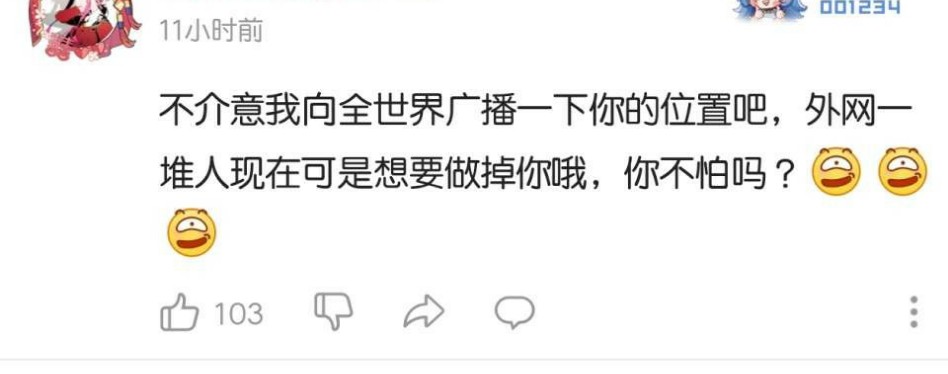 001234
11小时前
不介意我向全世界广播一下你的位置吧，外网一
堆人现在可是想要做掉你哦，你不怕吗？
103